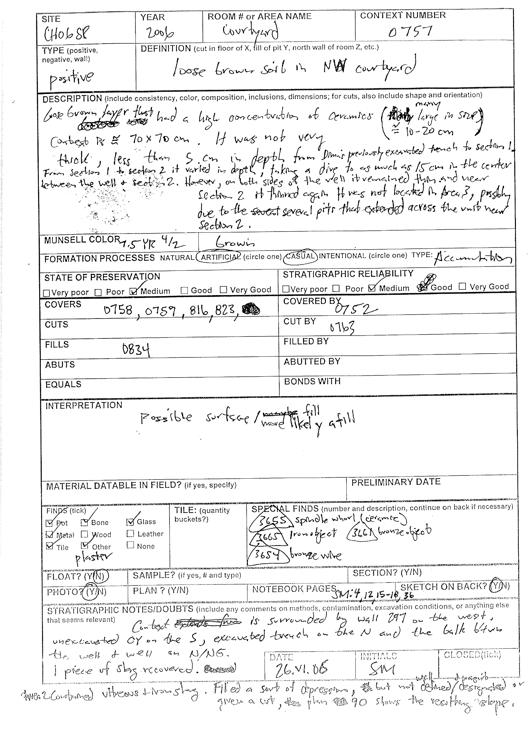 SITE CH06SP YEAR 2006 ROOM # or AREA NAME Courtyard CONTEXT NUMBER 0757
TYPE (positive, negative, wall) positive
DEFINITION (cut in floor of X, fill of pit Y, north wall of room Z, etc.) loose brown soil in NW courtyard
DESCRIPTION (include consistency, color, composition, inclusions, dimensions; for cuts, also include shape and orientation)
loose brown layer that had a high concentration of ceramics (many large in size
≅ 10-20 cm)
Context is ≅ 70 x 70 cm. It was not very
thick, less than 5 cm in depth from Dim's previously excavated trench to section 1.
From section 1 to section 2 it varied in depth, taking a dive to as much as 15 cm in the center
between the well & section 2. However, on both sides of the well it remained thin and near
section 2 it thinned again. It was not located in Area 3, possibly
due to the several pits that extended across the unit near
section 2.
MUNSELL COLOR 7.5 YR 4/2 brown
FORMATION PROCESSES NATURAL ARTIFICIAL (circle one) CASUAL INTENTIONAL (circle one) TYPE: Accumulation
STATE OF PRESERVATION
Very poor Poor Medium Good Very Good
STRATIGRAPHIC RELIABILITY
Very poor Poor Medium Good Very Good
COVERS 0758, 0759, 816, 823,
COVERED BY 0752
CUTS
CUT BY 0763
FILLS 0834
FILLED BY
ABUTS
ABUTTED BY
EQUALS
BONDS WITH
INTERPRETATION
Possible surface / fill
more likely a fill
MATERIAL DATABLE IN FIELD? (if yes, specify)
PRELIMINARY DATE
FINDS (tick)
Pot Bone Glass
Metal Wood Leather
Tile Other None
plaster
TILE: (quantity buckets?)
SPECIAL FINDS (number and description, continue on back if necessary)
3655 spindle whorl (ceramic)
3665 Iron object 3661 bronze object
3654 bronze wire
FLOAT? (Y/N) SAMPLE? (if yes, # and type) SECTION? (Y/N)
PHOTO? (Y/N) PLAN ? (Y/N) NOTEBOOK PAGES SM: 4, 12, 15-18, 36 SKETCH ON BACK? (Y/N)
STRATIGRAPHIC NOTES/DOUBTS (include any comments on methods, contamination, excavation conditions, or anything else that seems relevant)
Context is surrounded by wall 297 on the west,
unexcavated CY on the S, excavated trench on the N and the balk btwn
the well & well on N/NE.
1 piece of slag recovered.
DATE 26.VI.06
INITIALS SM
CLOSED (tick)
(continued) vitreous + iron slag. Filled a sort of depression, but not well defined/designated or
given a cut, plan 90 shows the resulting slope.